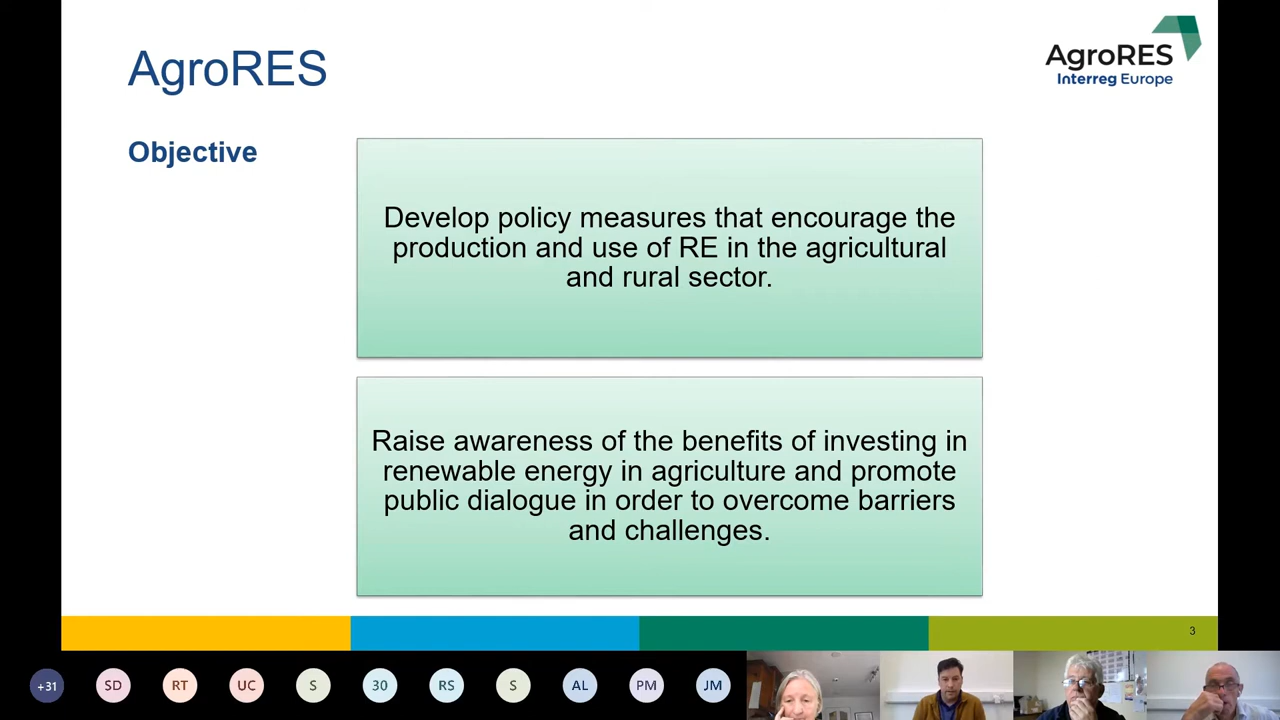 AgroRES
AgroRES
Interreg Europe
Objective
Develop policy measures that encourage the
production and use of RE in the agricultural
and rural sector.
Raise awareness of the benefits of investing in
renewable energy in agriculture and promote
public dialogue in order to overcome barriers
and challenges.
3
+31 SD RT UC S 30 RS S AL PM JM